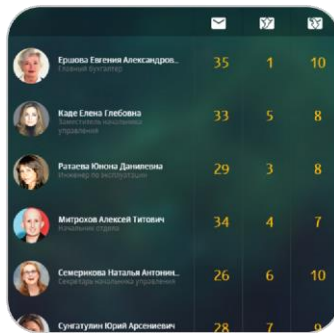 Ершова Евгения Александров..
Главный бухгалтер
35 1 10
Каде Елена Глебовна
Заместитель начальника
управления
33 5 8
Ратаева Юнона Данилевна
Инженер по эксплуатации
29 3 8
Митрохов Алексей Титович
Начальник отдела
34 4 7
Семерикова Наталья Антонин..
Секретарь начальника управления
26 6 10
Сунгатулин Юрий Арсениевич
28 7